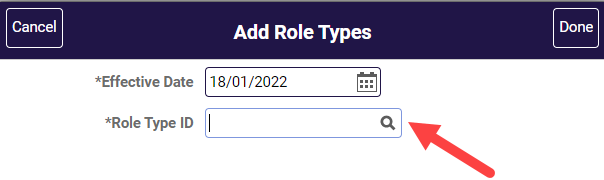 Cancel
Add Role Types
Done
*Effective Date 18/01/2022
*Role Type ID